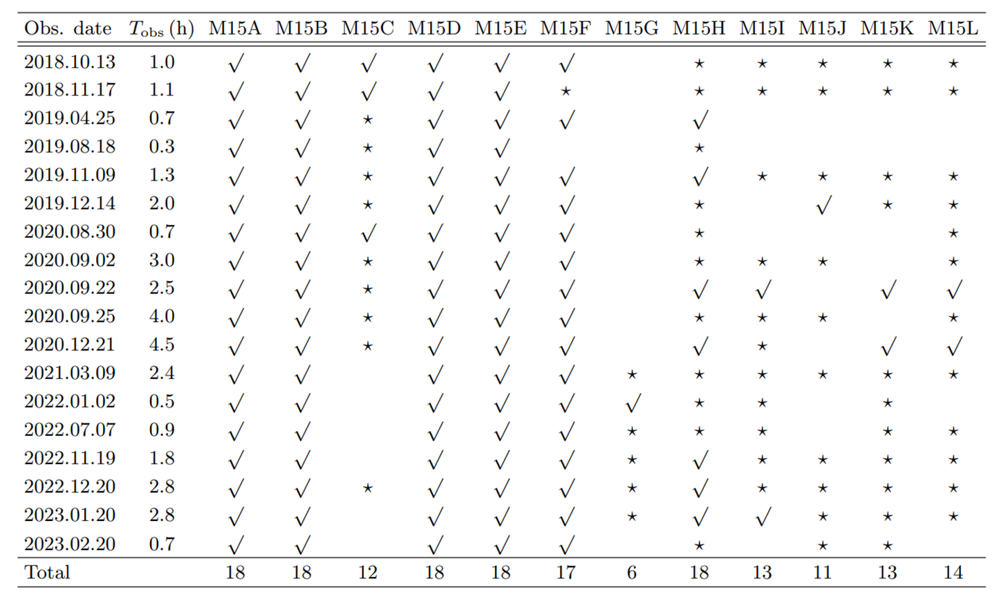 Obs. date T_obs (h) M15A M15B M15C M15D M15E M15F M15G M15H M15I M15J M15K M15L
2018.10.13 1.0 √ √ √ √ √ √ ⋆ ⋆ ⋆ ⋆ ⋆
2018.11.17 1.1 √ √ √ √ √ ⋆ ⋆ ⋆ ⋆ ⋆ ⋆
2019.04.25 0.7 √ √ ⋆ √ √ √ √
2019.08.18 0.3 √ √ ⋆ √ √ ⋆
2019.11.09 1.3 √ √ ⋆ √ √ √ √ ⋆ ⋆ ⋆ ⋆
2019.12.14 2.0 √ √ ⋆ √ √ √ ⋆ √ ⋆ ⋆
2020.08.30 0.7 √ √ √ √ √ √ ⋆ ⋆
2020.09.02 3.0 √ √ ⋆ √ √ √ ⋆ ⋆ ⋆ ⋆
2020.09.22 2.5 √ √ ⋆ √ √ √ √ √ √ √
2020.09.25 4.0 √ √ ⋆ √ √ √ ⋆ ⋆ ⋆ ⋆
2020.12.21 4.5 √ √ ⋆ √ √ √ √ ⋆ √ √
2021.03.09 2.4 √ √ √ √ √ ⋆ ⋆ ⋆ ⋆ ⋆ ⋆
2022.01.02 0.5 √ √ √ √ √ √ ⋆ ⋆ ⋆
2022.07.07 0.9 √ √ √ √ √ ⋆ ⋆ ⋆ ⋆ ⋆
2022.11.19 1.8 √ √ √ √ √ ⋆ √ ⋆ ⋆ ⋆ ⋆
2022.12.20 2.8 √ √ ⋆ √ √ √ ⋆ √ ⋆ ⋆ ⋆ ⋆
2023.01.20 2.8 √ √ √ √ √ ⋆ √ √ ⋆ ⋆ ⋆
2023.02.20 0.7 √ √ √ √ √ ⋆ ⋆ ⋆
Total 18 18 12 18 18 17 6 18 13 11 13 14